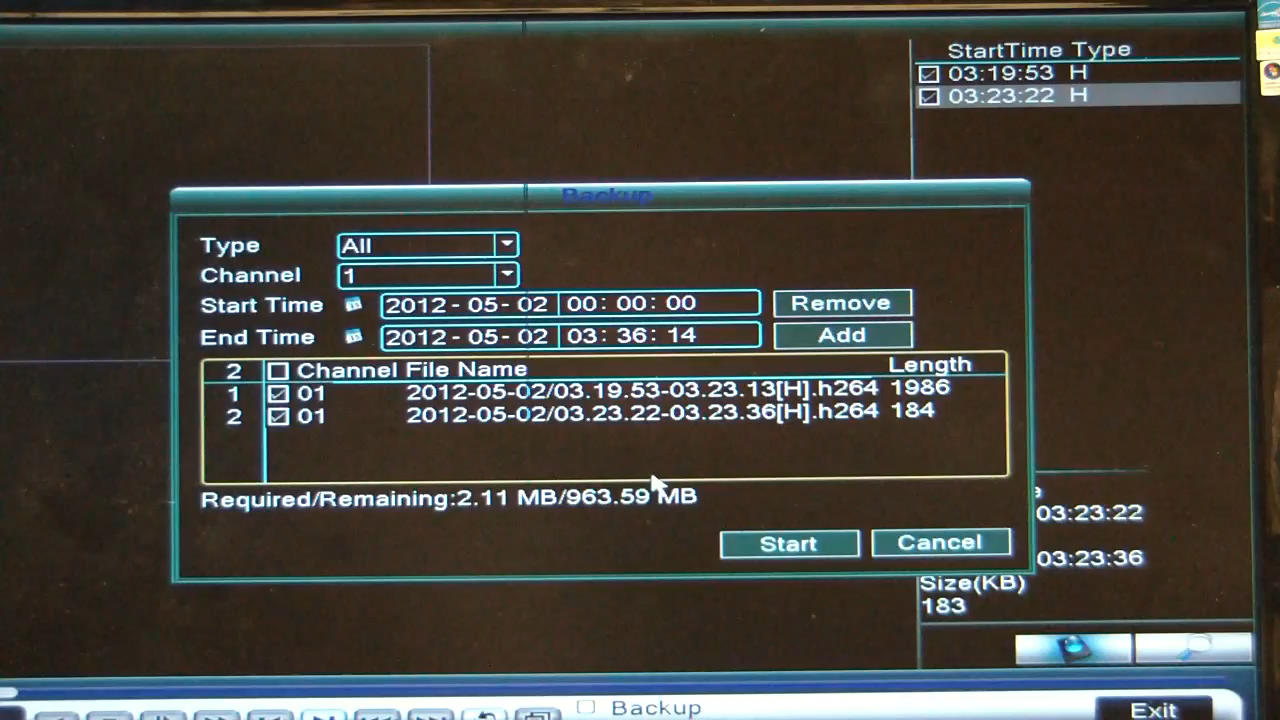 StartTime Type
03:19:53 H
03:23:22 H
Backup
Type All
Channel 1
Start Time 2012-05-02 00:00:00 Remove
End Time 2012-05-02 03:36:14 Add
2 Channel File Name Length
1 01 2012-05-02/03.19.53-03.23.13[H].h264 1986
2 01 2012-05-02/03.23.22-03.23.36[H].h264 184
Required/Remaining:2.11 MB/963.59 MB
03:23:22
Start Cancel
03:23:36
Size(KB)
183
Backup Exit